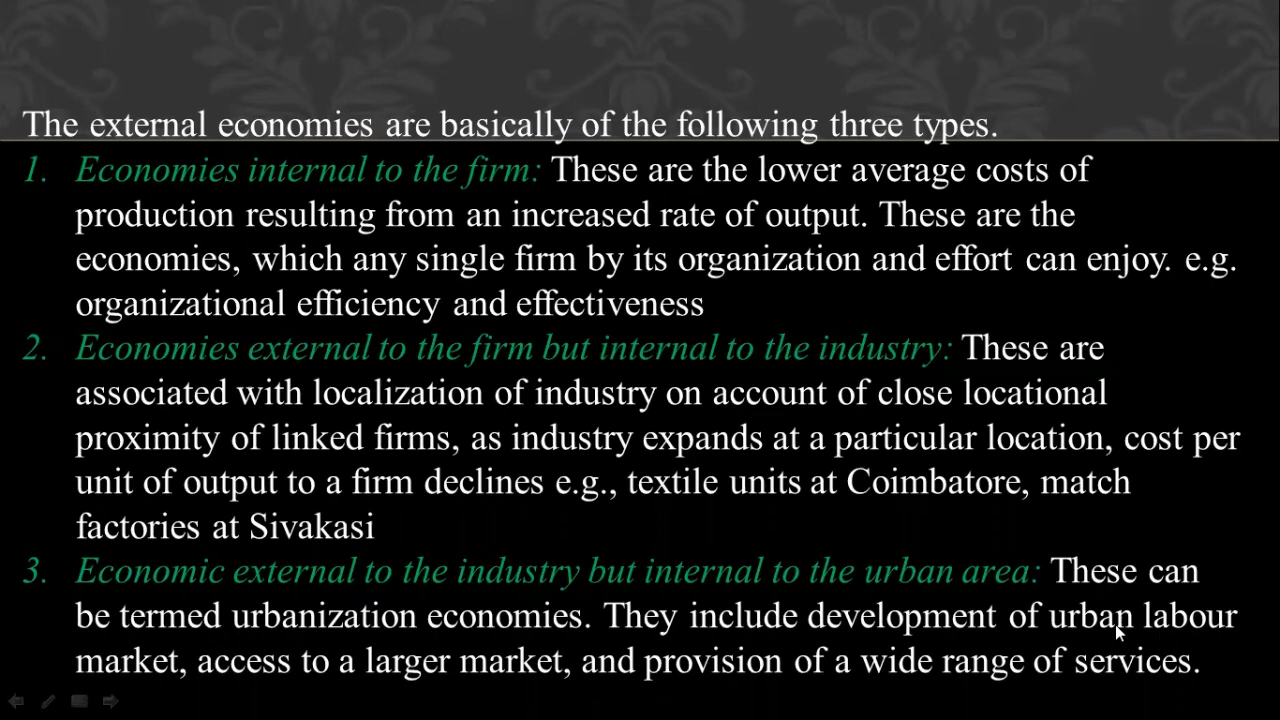 The external economies are basically of the following three types.
1. Economies internal to the firm: These are the lower average costs of
production resulting from an increased rate of output. These are the
economies, which any single firm by its organization and effort can enjoy. e.g.
organizational efficiency and effectiveness
2. Economies external to the firm but internal to the industry: These are
associated with localization of industry on account of close locational
proximity of linked firms, as industry expands at a particular location, cost per
unit of output to a firm declines e.g., textile units at Coimbatore, match
factories at Sivakasi
3. Economic external to the industry but internal to the urban area: These can
be termed urbanization economies. They include development of urban labour
market, access to a larger market, and provision of a wide range of services.